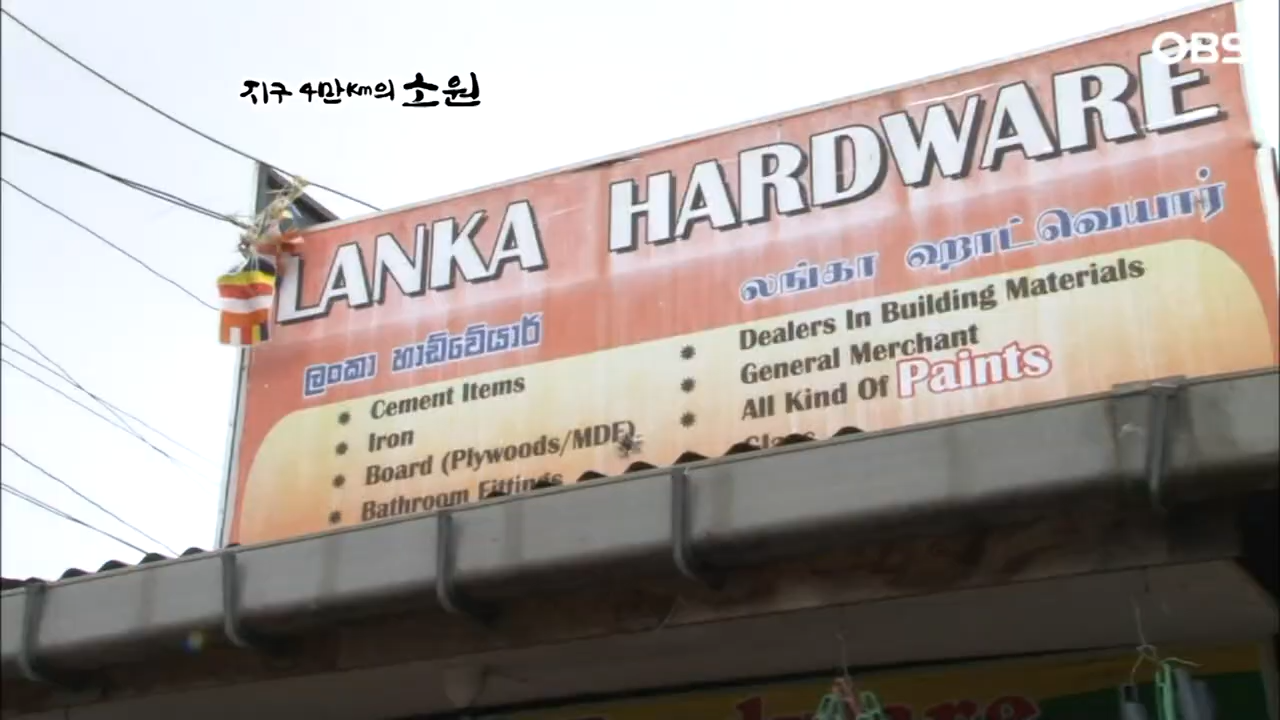 OBS
지구 4만km의 소원
LANKA HARDWARE
லங்கா ஹாட்வெயார்
ලංකා හාඩ්වෙයාර්
Cement Items
Iron
Board (Plywoods/MDF)
Bathroom Fittings
Dealers In Building Materials
General Merchant
All Kind Of Paints